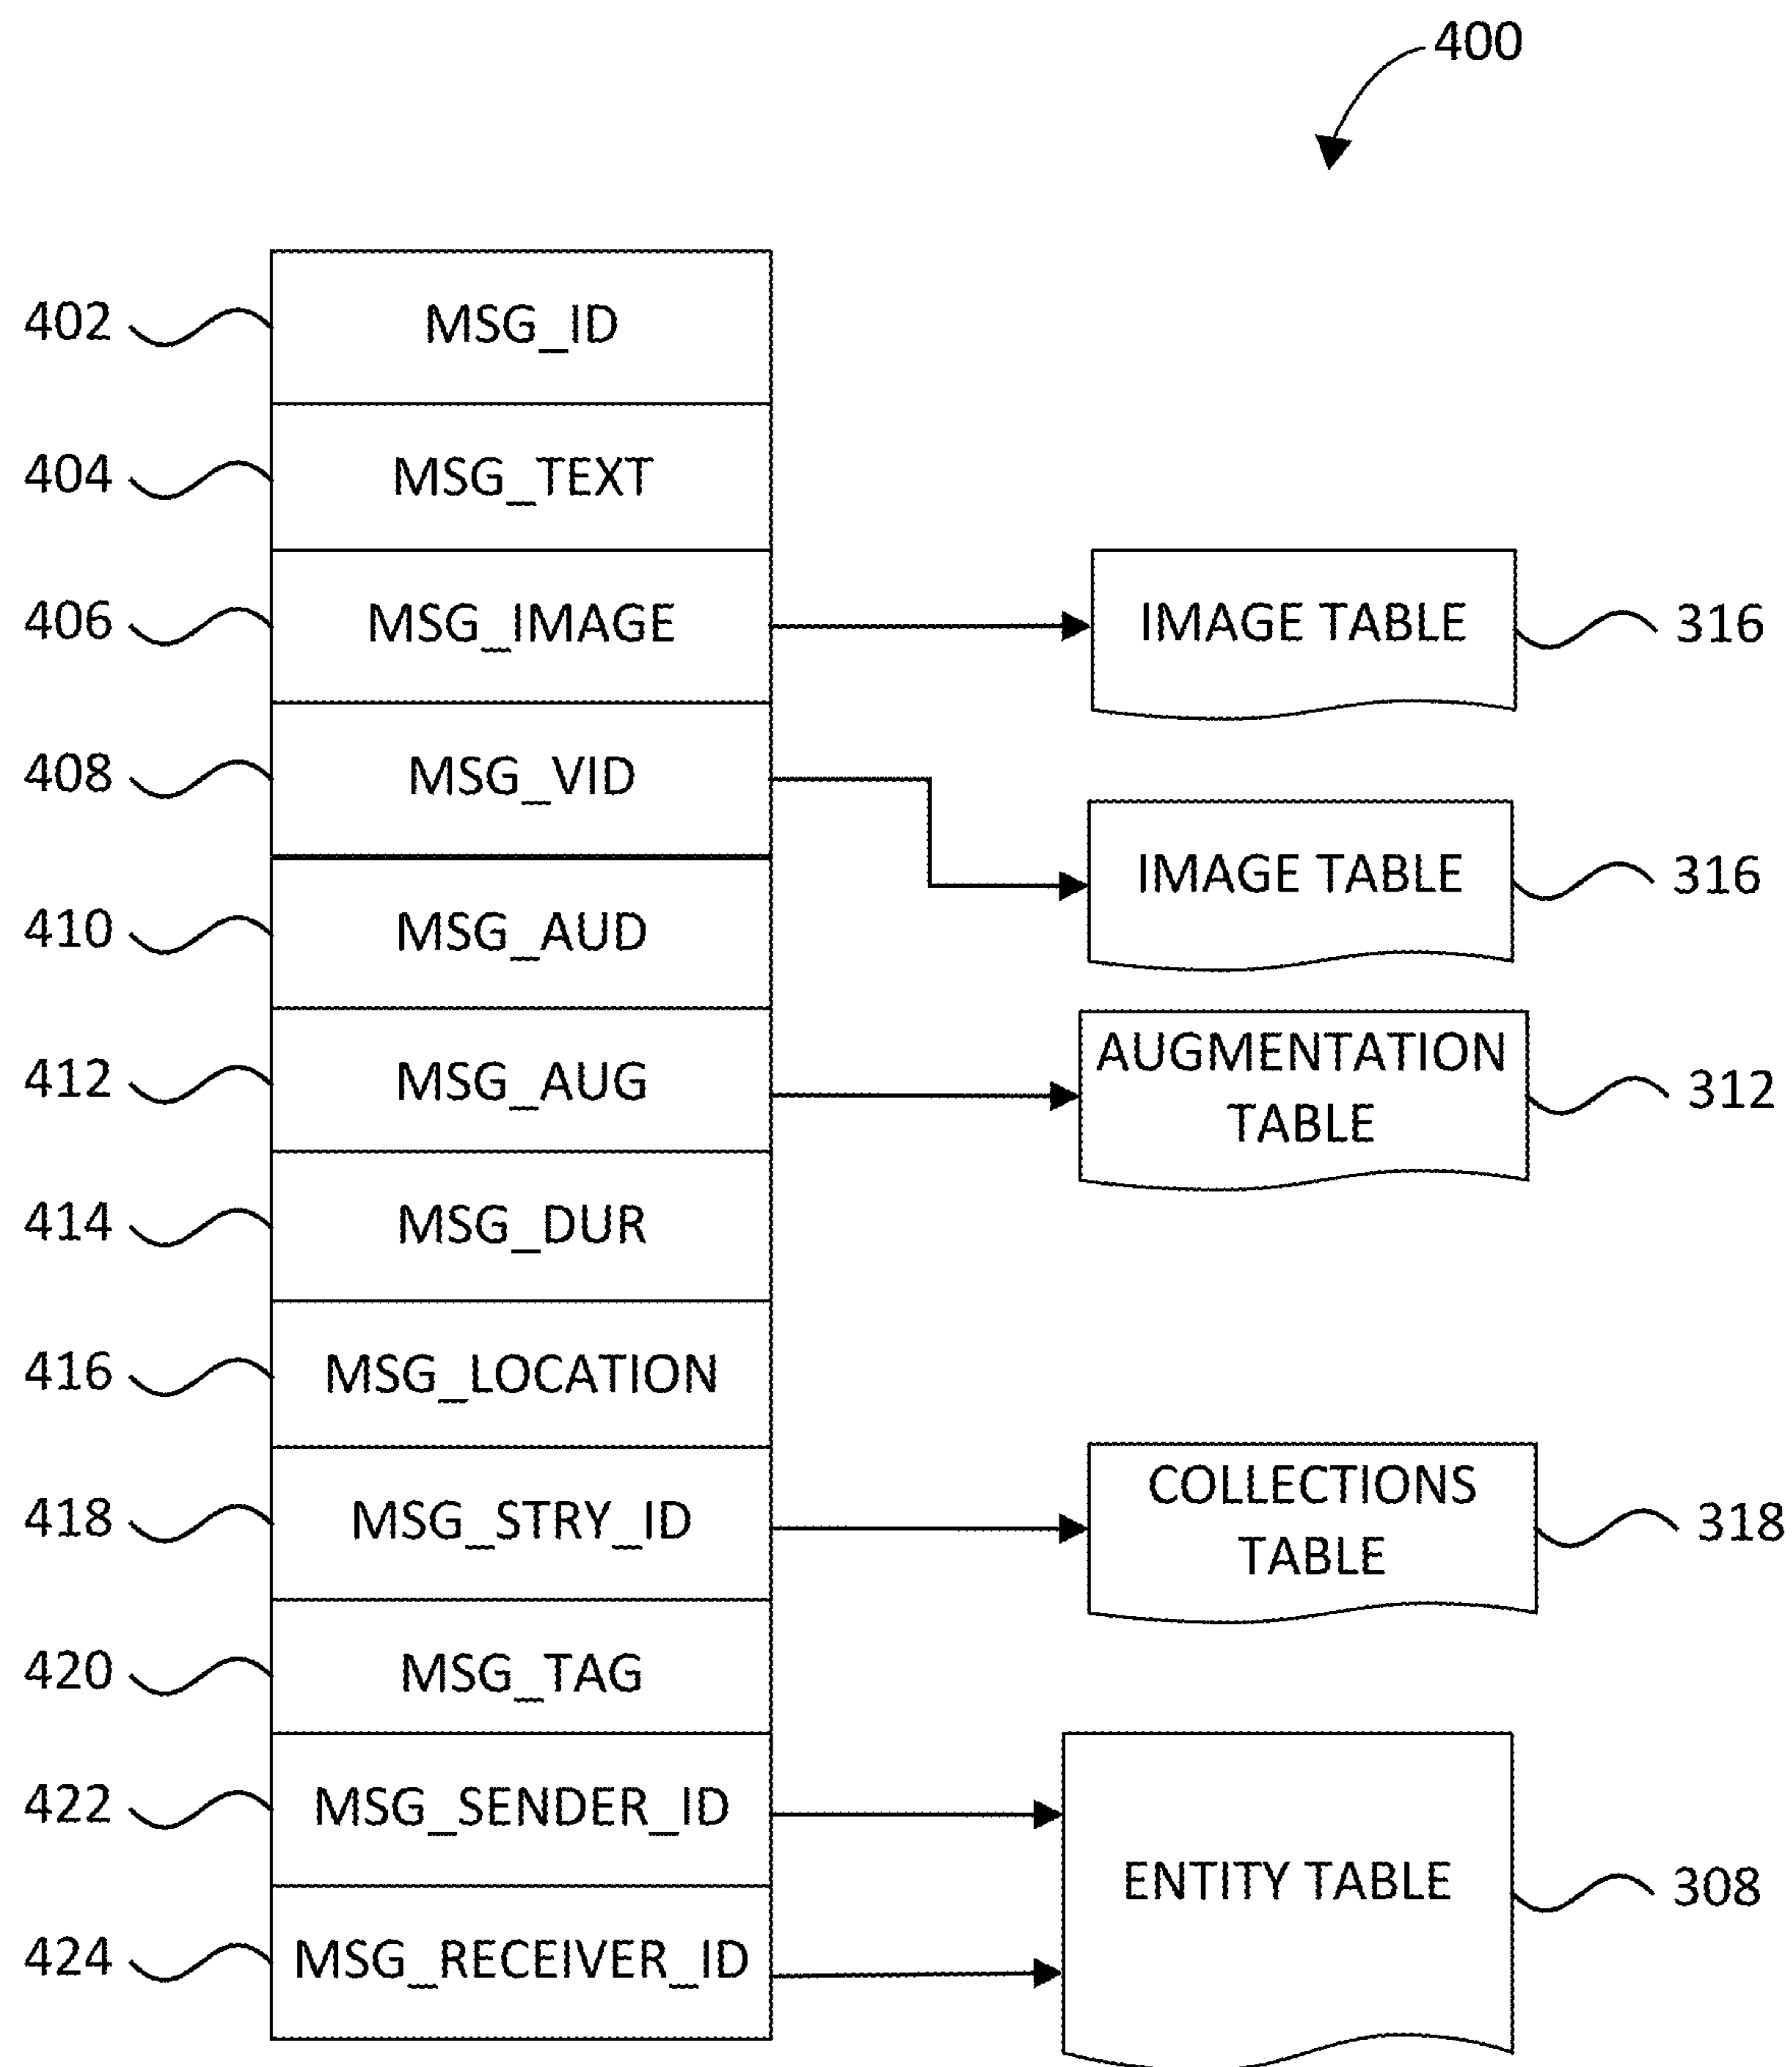 400
402 MSG_ID
404 MSG_TEXT
406 MSG_IMAGE IMAGE TABLE 316
408 MSG_VID
IMAGE TABLE 316
410 MSG_AUD
412 MSG_AUG
AUGMENTATION
TABLE
312
414 MSG_DUR
416 MSG_LOCATION
418 MSG_STRY_ID
COLLECTIONS
TABLE
318
420 MSG_TAG
422 MSG_SENDER_ID
ENTITY TABLE 308
424 MSG_RECEIVER_ID